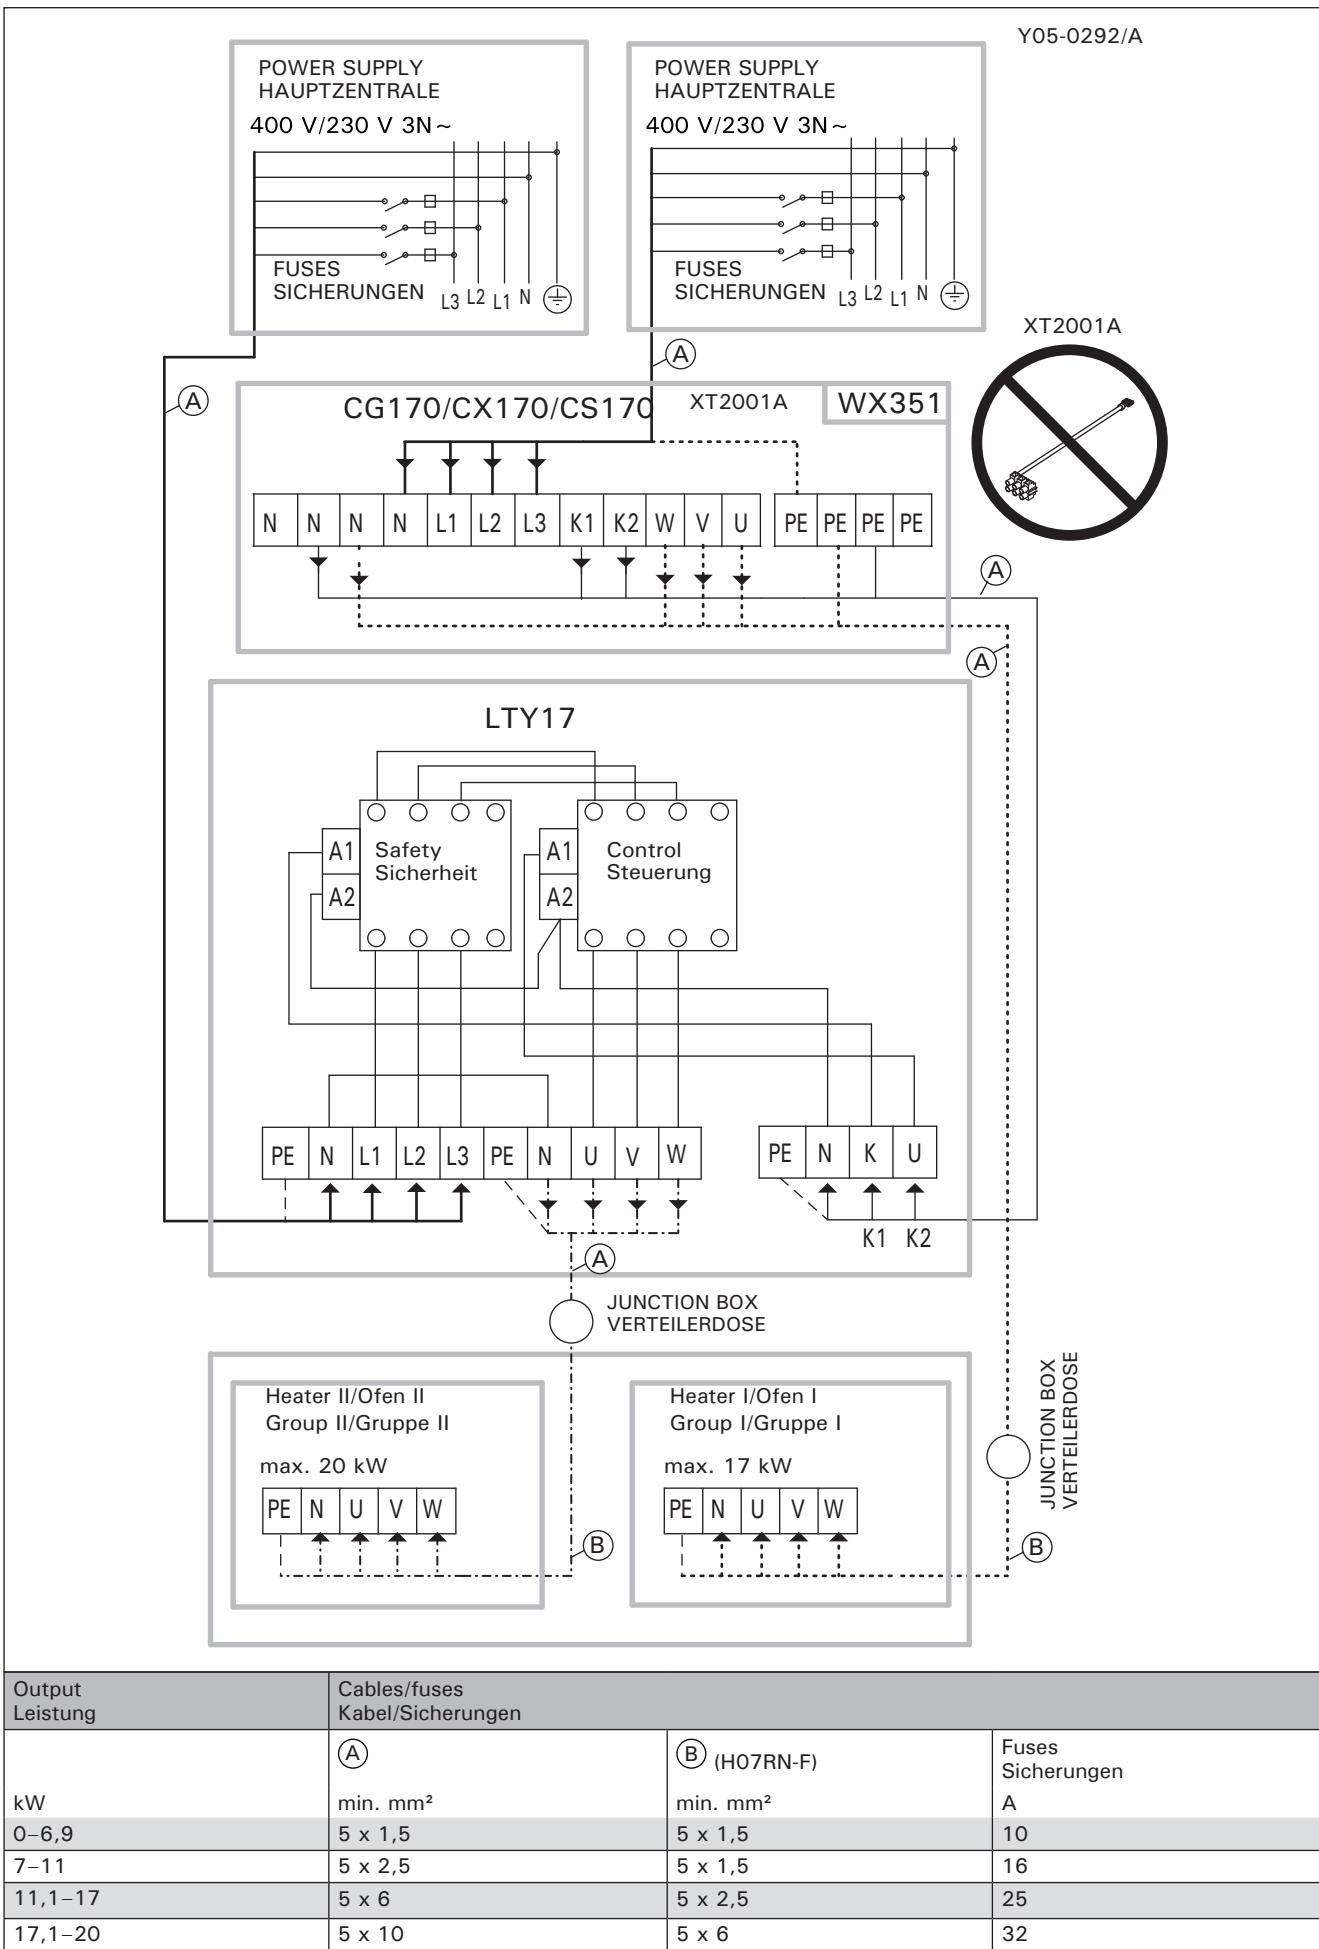 Y05-0292/A
POWER SUPPLY
HAUPTZENTRALE
400 V/230 V 3N~
FUSES
SICHERUNGEN
L3 L2 L1 N
POWER SUPPLY
HAUPTZENTRALE
400 V/230 V 3N~
FUSES
SICHERUNGEN
L3 L2 L1 N
XT2001A
A
A
CG170/CX170/CS170
XT2001A
WX351
N N N N L1 L2 L3 K1 K2 W V U PE PE PE PE
A
A
LTY17
A1
A2
Safety
Sicherheit
A1
A2
Control
Steuerung
PE N L1 L2 L3 PE N U V W
PE N K U
K1 K2
A
JUNCTION BOX
VERTEILERDOSE
Heater II/Ofen II
Group II/Gruppe II
max. 20 kW
PE N U V W
B
Heater I/Ofen I
Group I/Gruppe I
max. 17 kW
PE N U V W
B
JUNCTION BOX
VERTEILERDOSE
Output
Leistung
Cables/fuses
Kabel/Sicherungen
A
B (H07RN-F)
Fuses
Sicherungen
kW min. mm² min. mm² A
0–6,9 5 x 1,5 5 x 1,5 10
7–11 5 x 2,5 5 x 1,5 16
11,1–17 5 x 6 5 x 2,5 25
17,1–20 5 x 10 5 x 6 32